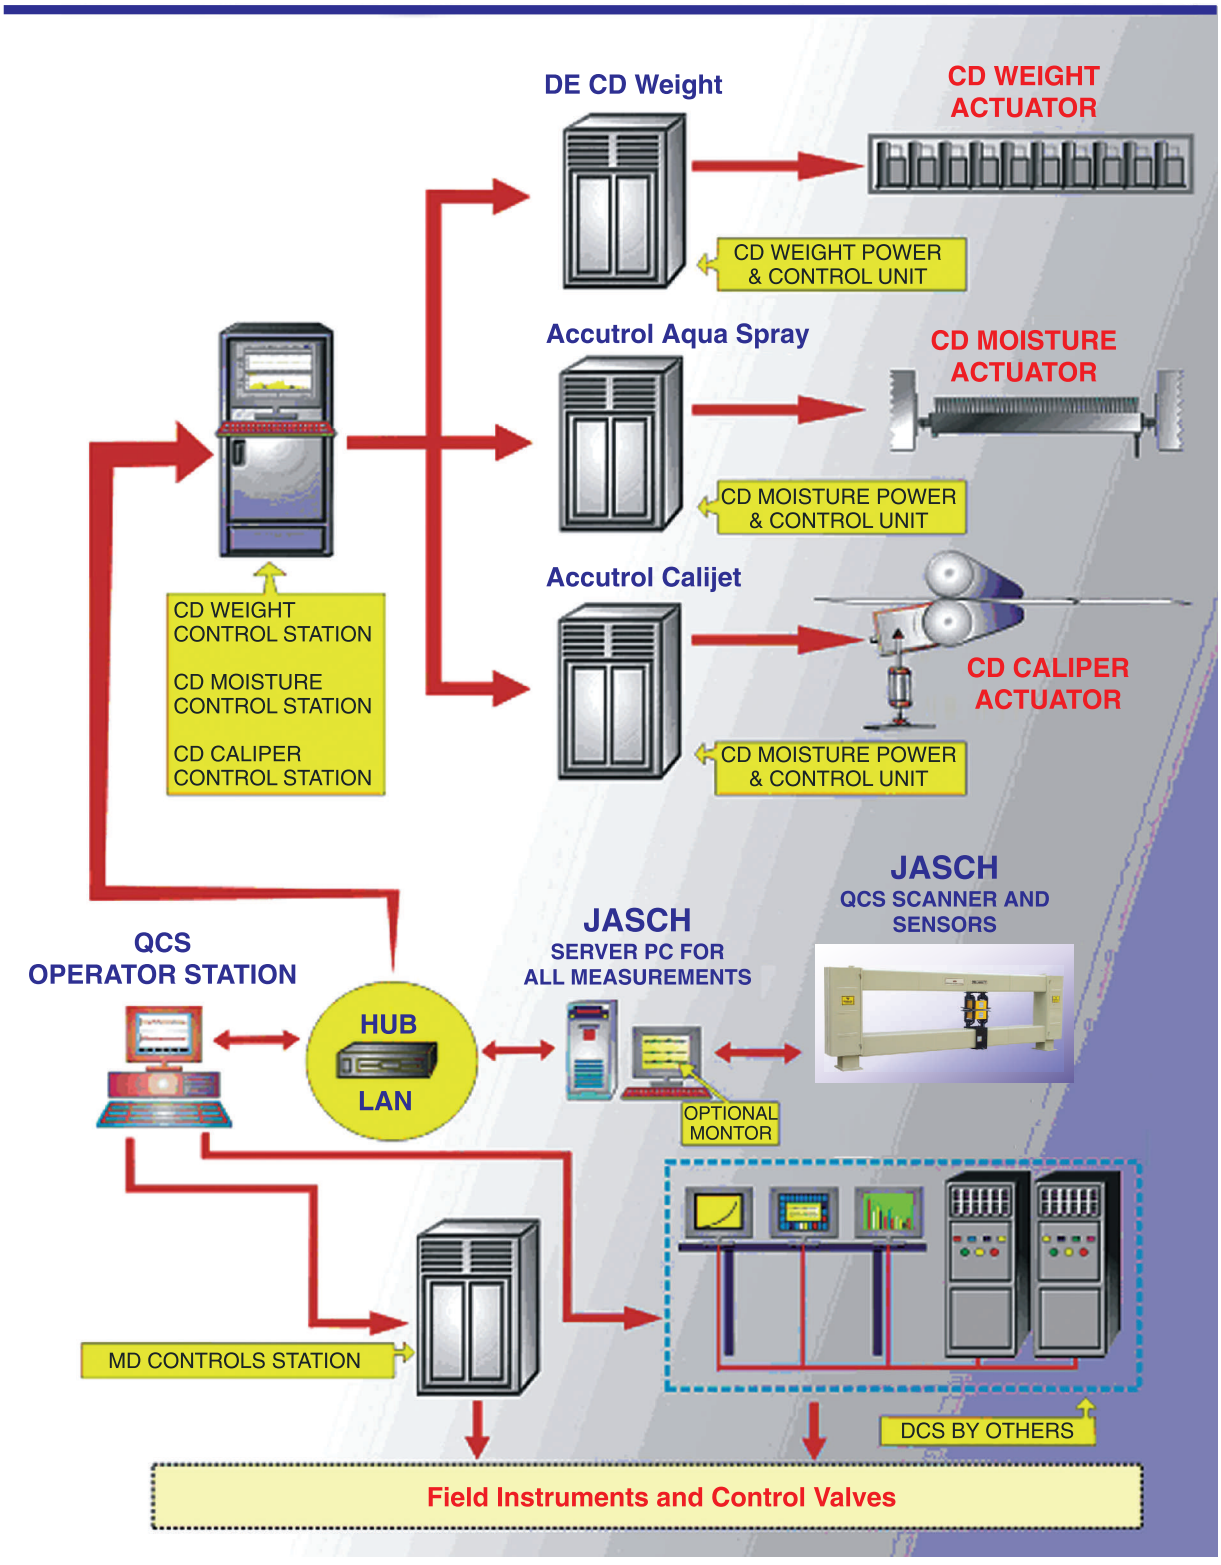 DE CD Weight
CD WEIGHT
ACTUATOR
CD WEIGHT POWER
& CONTROL UNIT
Accutrol Aqua Spray
CD MOISTURE
ACTUATOR
CD MOISTURE POWER
& CONTROL UNIT
Accutrol Calijet
CD CALIPER
ACTUATOR
CD MOISTURE POWER
& CONTROL UNIT
CD WEIGHT
CONTROL STATION
CD MOISTURE
CONTROL STATION
CD CALIPER
CONTROL STATION
JASCH
QCS SCANNER AND
SENSORS
JASCH
SERVER PC FOR
ALL MEASUREMENTS
QCS
OPERATOR STATION
HUB
LAN
OPTIONAL
MONTOR
MD CONTROLS STATION
DCS BY OTHERS
Field Instruments and Control Valves